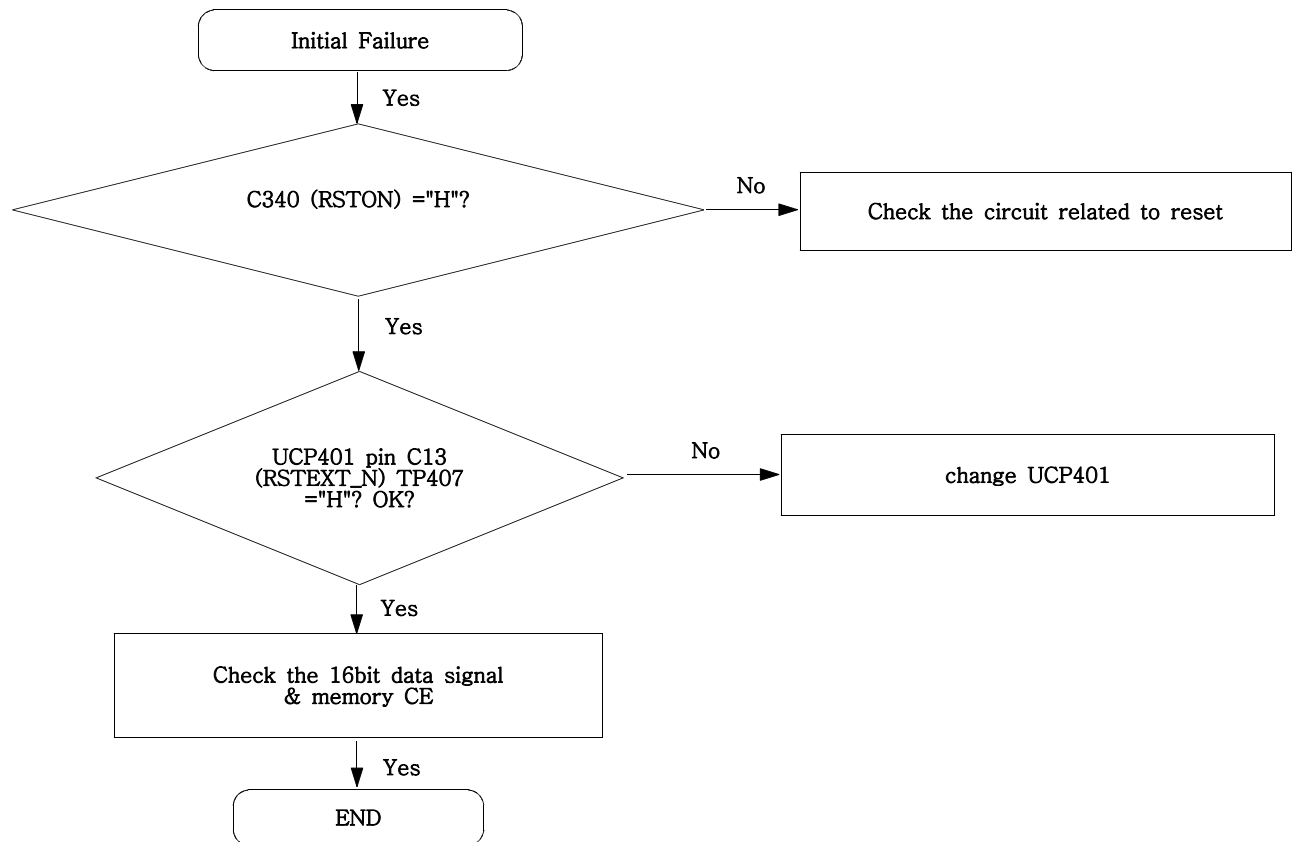 Initial Failure
Yes
C340 (RSTON) ="H"?
No
Check the circuit related to reset
Yes
UCP401 pin C13
(RSTEXT_N) TP407
="H"? OK?
No
change UCP401
Yes
Check the 16bit data signal
& memory CE
Yes
END